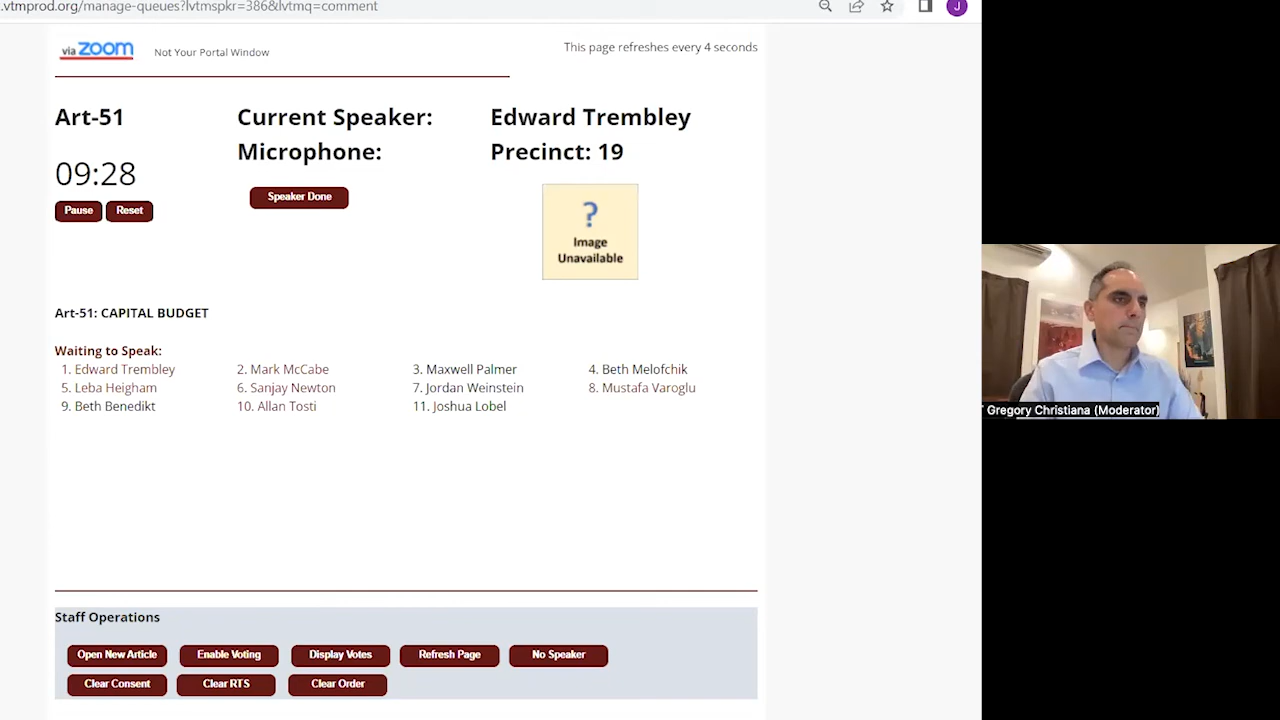 .vtmprod.org/manage-queues?lvtmspkr=386&lvtmq=comment
J
via zoom
Not Your Portal Window
This page refreshes every 4 seconds
Art-51
Current Speaker:
Edward Trembley
Microphone:
Precinct: 19
09:28
Pause
Reset
Speaker Done
?
Image
Unavailable
Art-51: CAPITAL BUDGET
Waiting to Speak:
1. Edward Trembley
2. Mark McCabe
3. Maxwell Palmer
4. Beth Melofchik
5. Leba Heigham
6. Sanjay Newton
7. Jordan Weinstein
8. Mustafa Varoglu
9. Beth Benedikt
10. Allan Tosti
11. Joshua Lobel
Gregory Christiana (Moderator)
Staff Operations
Open New Article
Enable Voting
Display Votes
Refresh Page
No Speaker
Clear Consent
Clear RTS
Clear Order